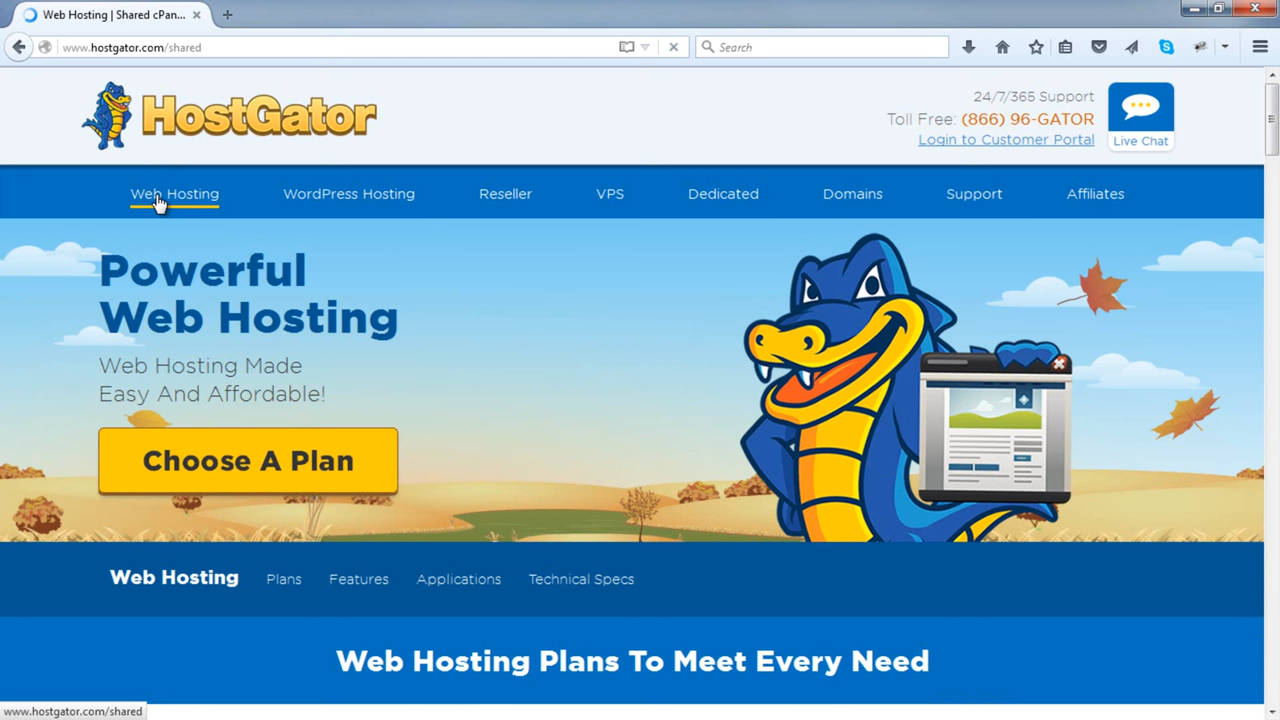 Web Hosting | Shared cPan...
www.hostgator.com/shared
Search
HostGator
24/7/365 Support
Toll Free: (866) 96-GATOR
Login to Customer Portal
Live Chat
Web Hosting WordPress Hosting Reseller VPS Dedicated Domains Support Affiliates
Powerful
Web Hosting
Web Hosting Made
Easy And Affordable!
Choose A Plan
Web Hosting Plans Features Applications Technical Specs
Web Hosting Plans To Meet Every Need
www.hostgator.com/shared